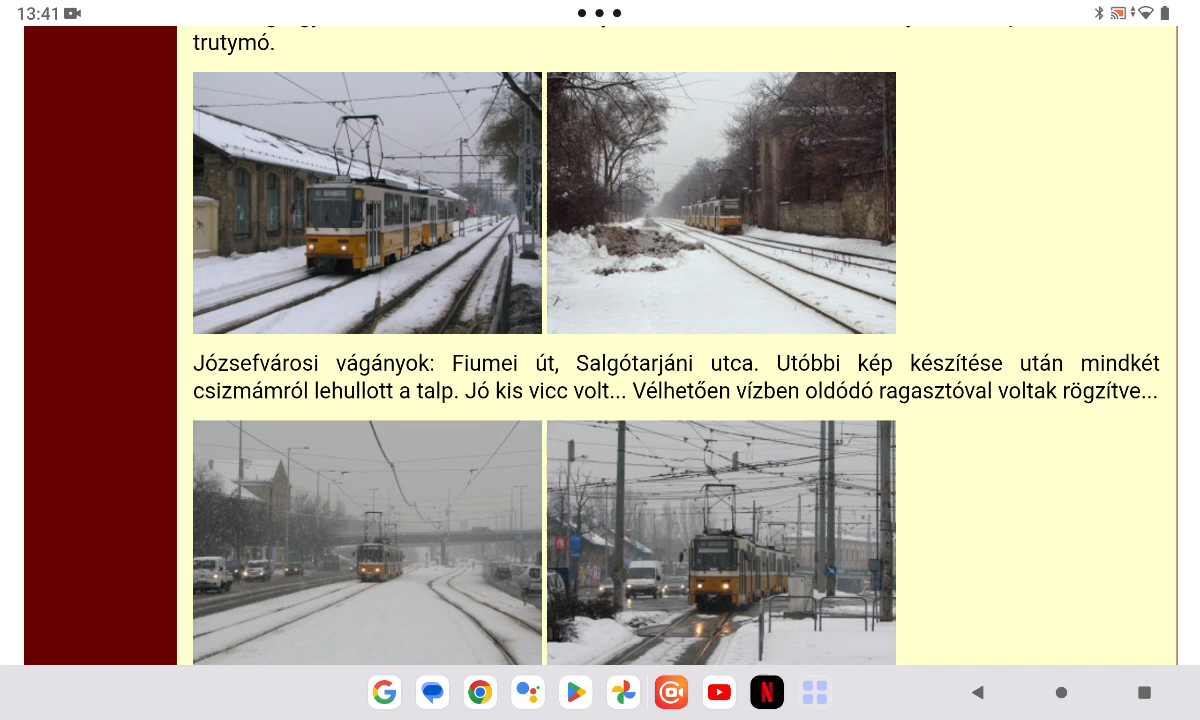 13:41
trutymó.
Józsefvárosi vágányok: Fiumei út, Salgótarjáni utca. Utóbbi kép készítése után mindkét
csizmámról lehullott a talp. Jó kis vicc volt... Vélhetően vízben oldódó ragasztóval voltak rögzítve...